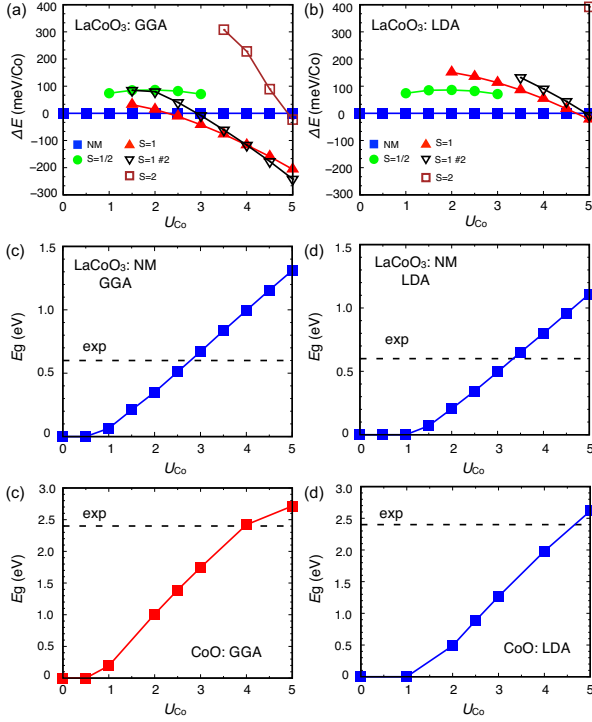 (a)
LaCoO₃: GGA
ΔE (meV/Co)
400
300
200
100
0
−100
−200
−300
NM
S=1/2
S=1
S=1 #2
S=2
0 1 2 3 4 5
U_Co
(b)
LaCoO₃: LDA
ΔE (meV/Co)
400
300
200
100
0
−100
−200
−300
NM
S=1/2
S=1
S=1 #2
S=2
0 1 2 3 4 5
U_Co
(c)
LaCoO₃: NM
GGA
exp
Eg (eV)
1.5
1.0
0.5
0
0 1 2 3 4 5
U_Co
(d)
LaCoO₃: NM
LDA
exp
Eg (eV)
1.5
1.0
0.5
0
0 1 2 3 4 5
U_Co
(c)
exp
CoO: GGA
Eg (eV)
3.0
2.5
2.0
1.5
1.0
0.5
0
0 1 2 3 4 5
U_Co
(d)
exp
CoO: LDA
Eg (eV)
3.0
2.5
2.0
1.5
1.0
0.5
0
0 1 2 3 4 5
U_Co